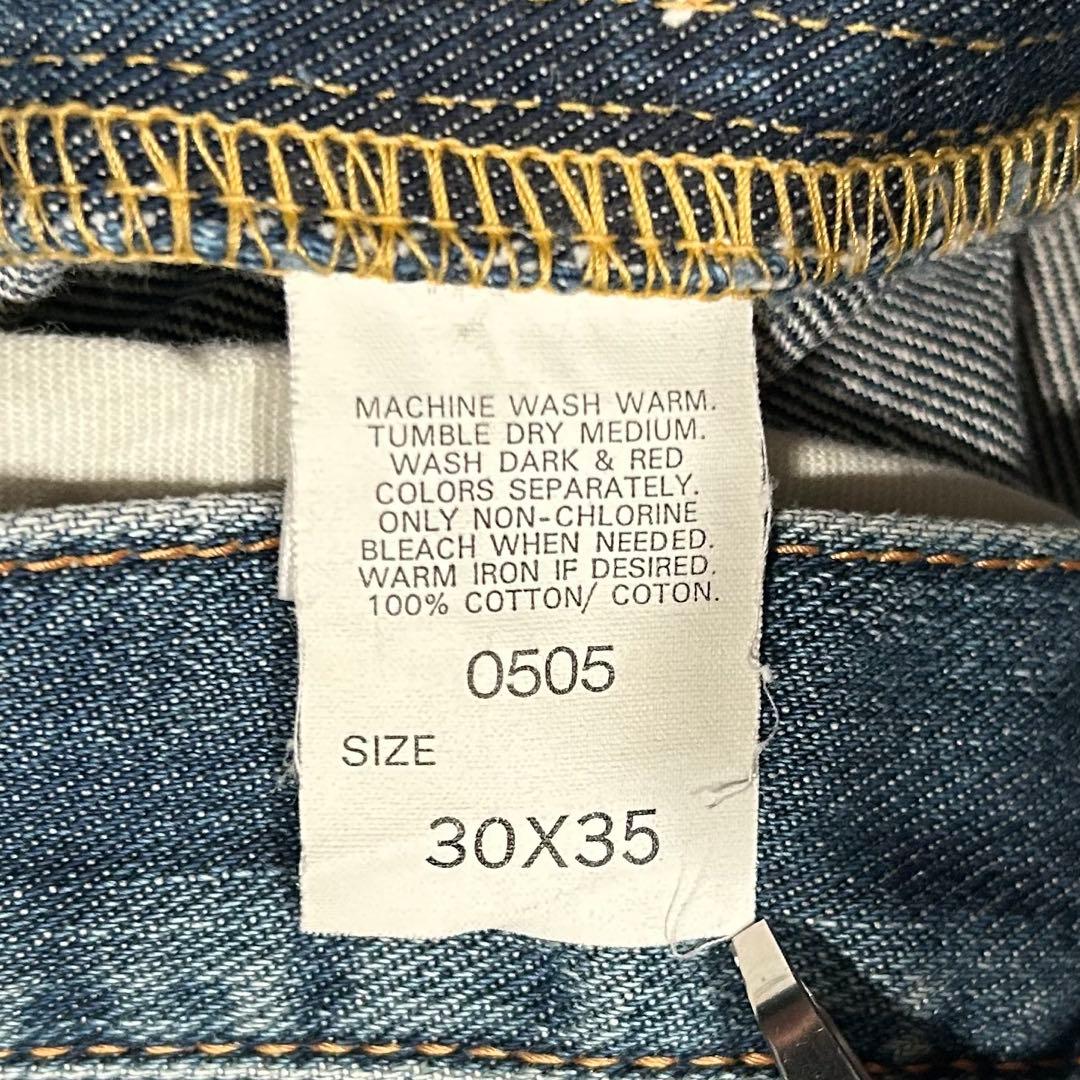 MACHINE WASH WARM.
TUMBLE DRY MEDIUM.
WASH DARK & RED
COLORS SEPARATELY.
ONLY NON-CHLORINE
BLEACH WHEN NEEDED.
WARM IRON IF DESIRED.
100% COTTON/ COTON.
0505
SIZE
30X35